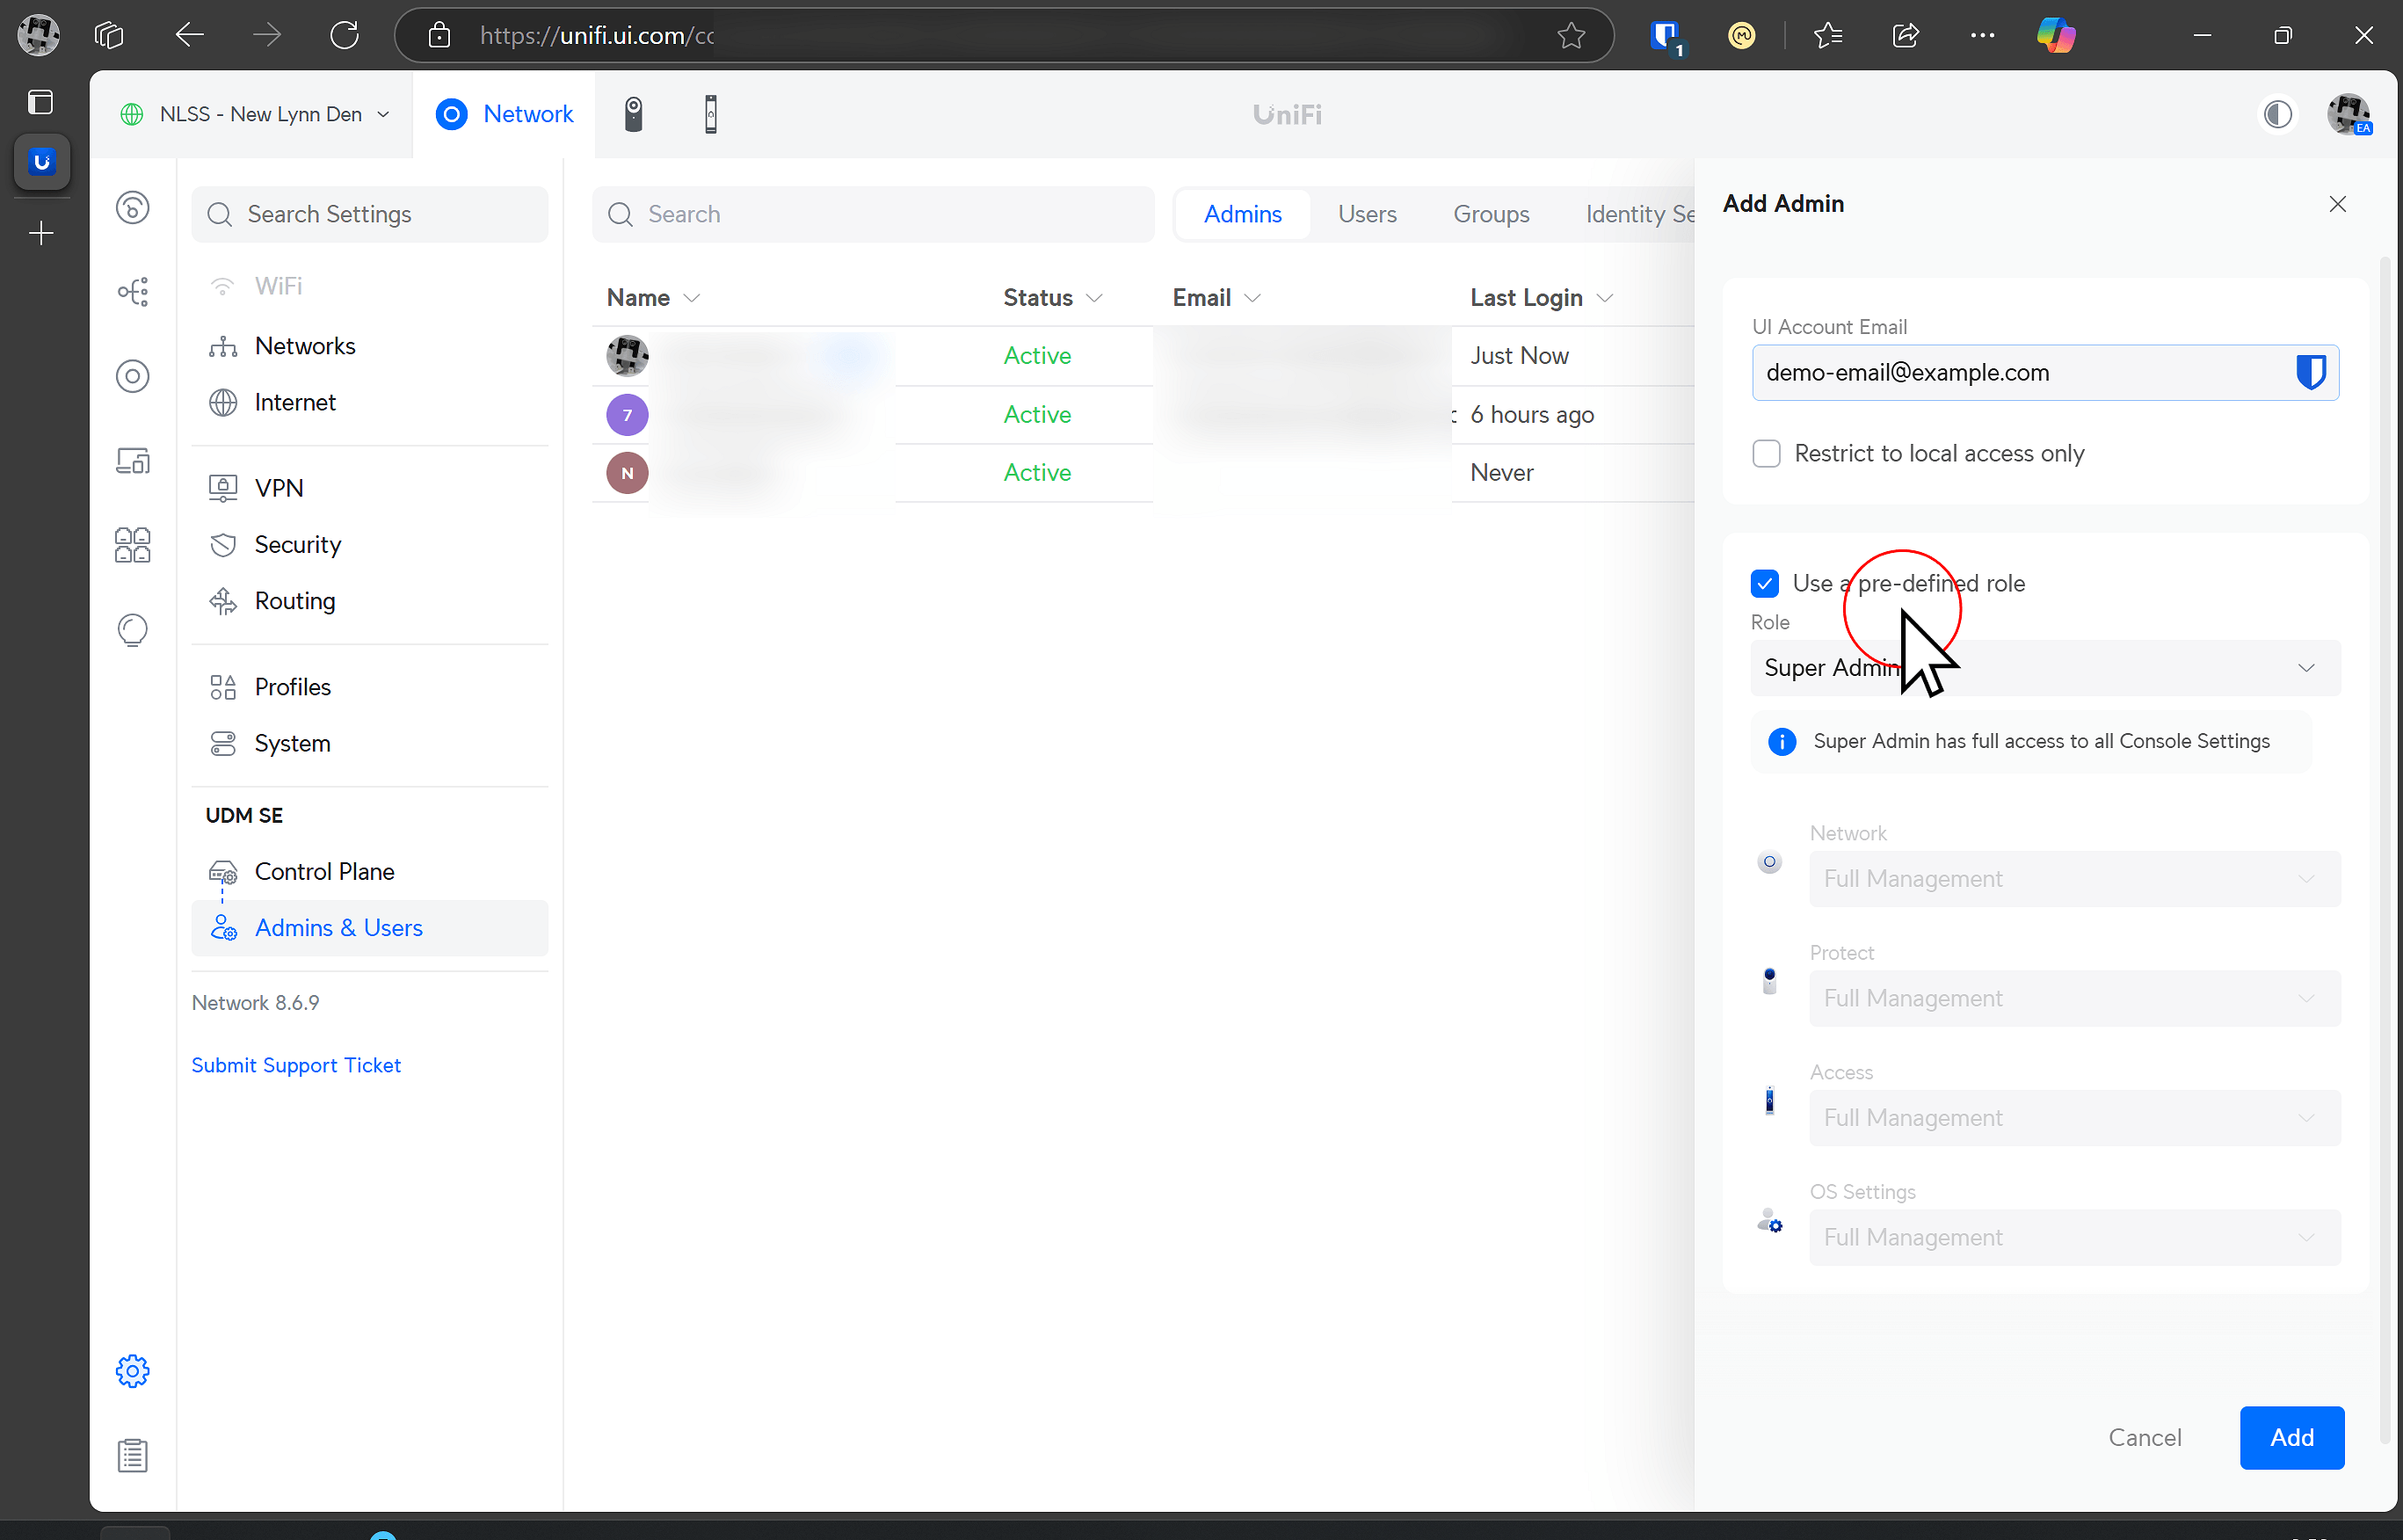 https://unifi.ui.com/cc
1
NLSS - New Lynn Den
Network
UniFi
EA
Search Settings
WiFi
Networks
Internet
VPN
Security
Routing
Profiles
System
UDM SE
Control Plane
Admins & Users
Network 8.6.9
Submit Support Ticket
Search
Admins
Users
Groups
Identity Se
Name
Status
Email
Last Login
Active
Just Now
7
Active
6 hours ago
N
Active
Never
Add Admin
UI Account Email
demo-email@example.com
Restrict to local access only
Use a pre-defined role
Role
Super Admin
Super Admin has full access to all Console Settings
Network
Full Management
Protect
Full Management
Access
Full Management
OS Settings
Full Management
Cancel
Add